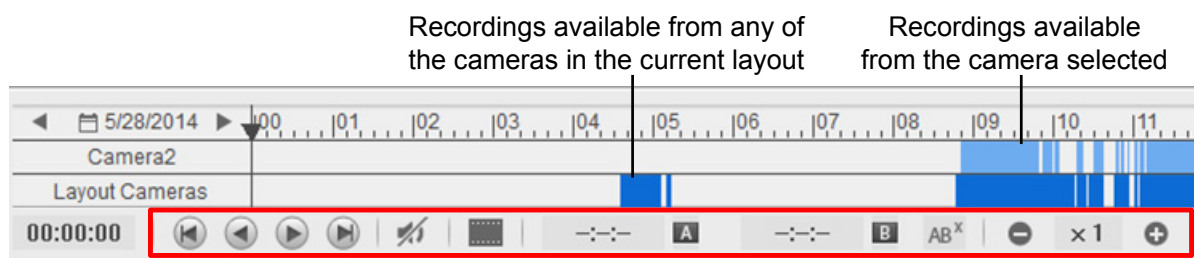 Recordings available from any of
the cameras in the current layout
Recordings available
from the camera selected
5/28/2014 00 01 02 03 04 05 06 07 08 09 10 11
Camera2
Layout Cameras
00:00:00 --:--:-- A --:--:-- B ABx ×1